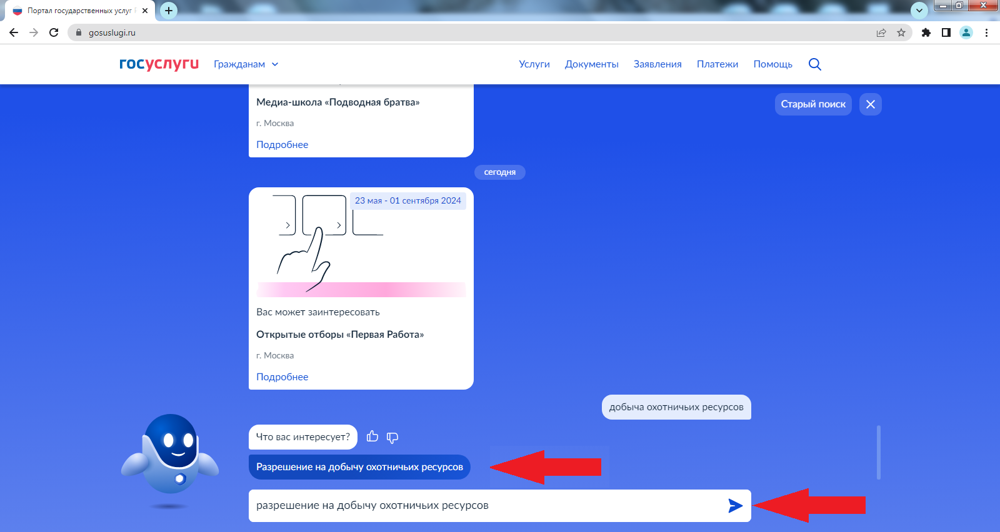 Портал государственных услуг
gosuslugi.ru
госуслуги
Гражданам
Услуги Документы Заявления Платежи Помощь
Медиа-школа «Подводная братва»
г. Москва
Подробнее
Старый поиск
сегодня
23 мая - 01 сентября 2024
Вас может заинтересовать
Открытые отборы «Первая Работа»
г. Москва
Подробнее
добыча охотничьих ресурсов
Что вас интересует?
Разрешение на добычу охотничьих ресурсов
разрешение на добычу охотничьих ресурсов